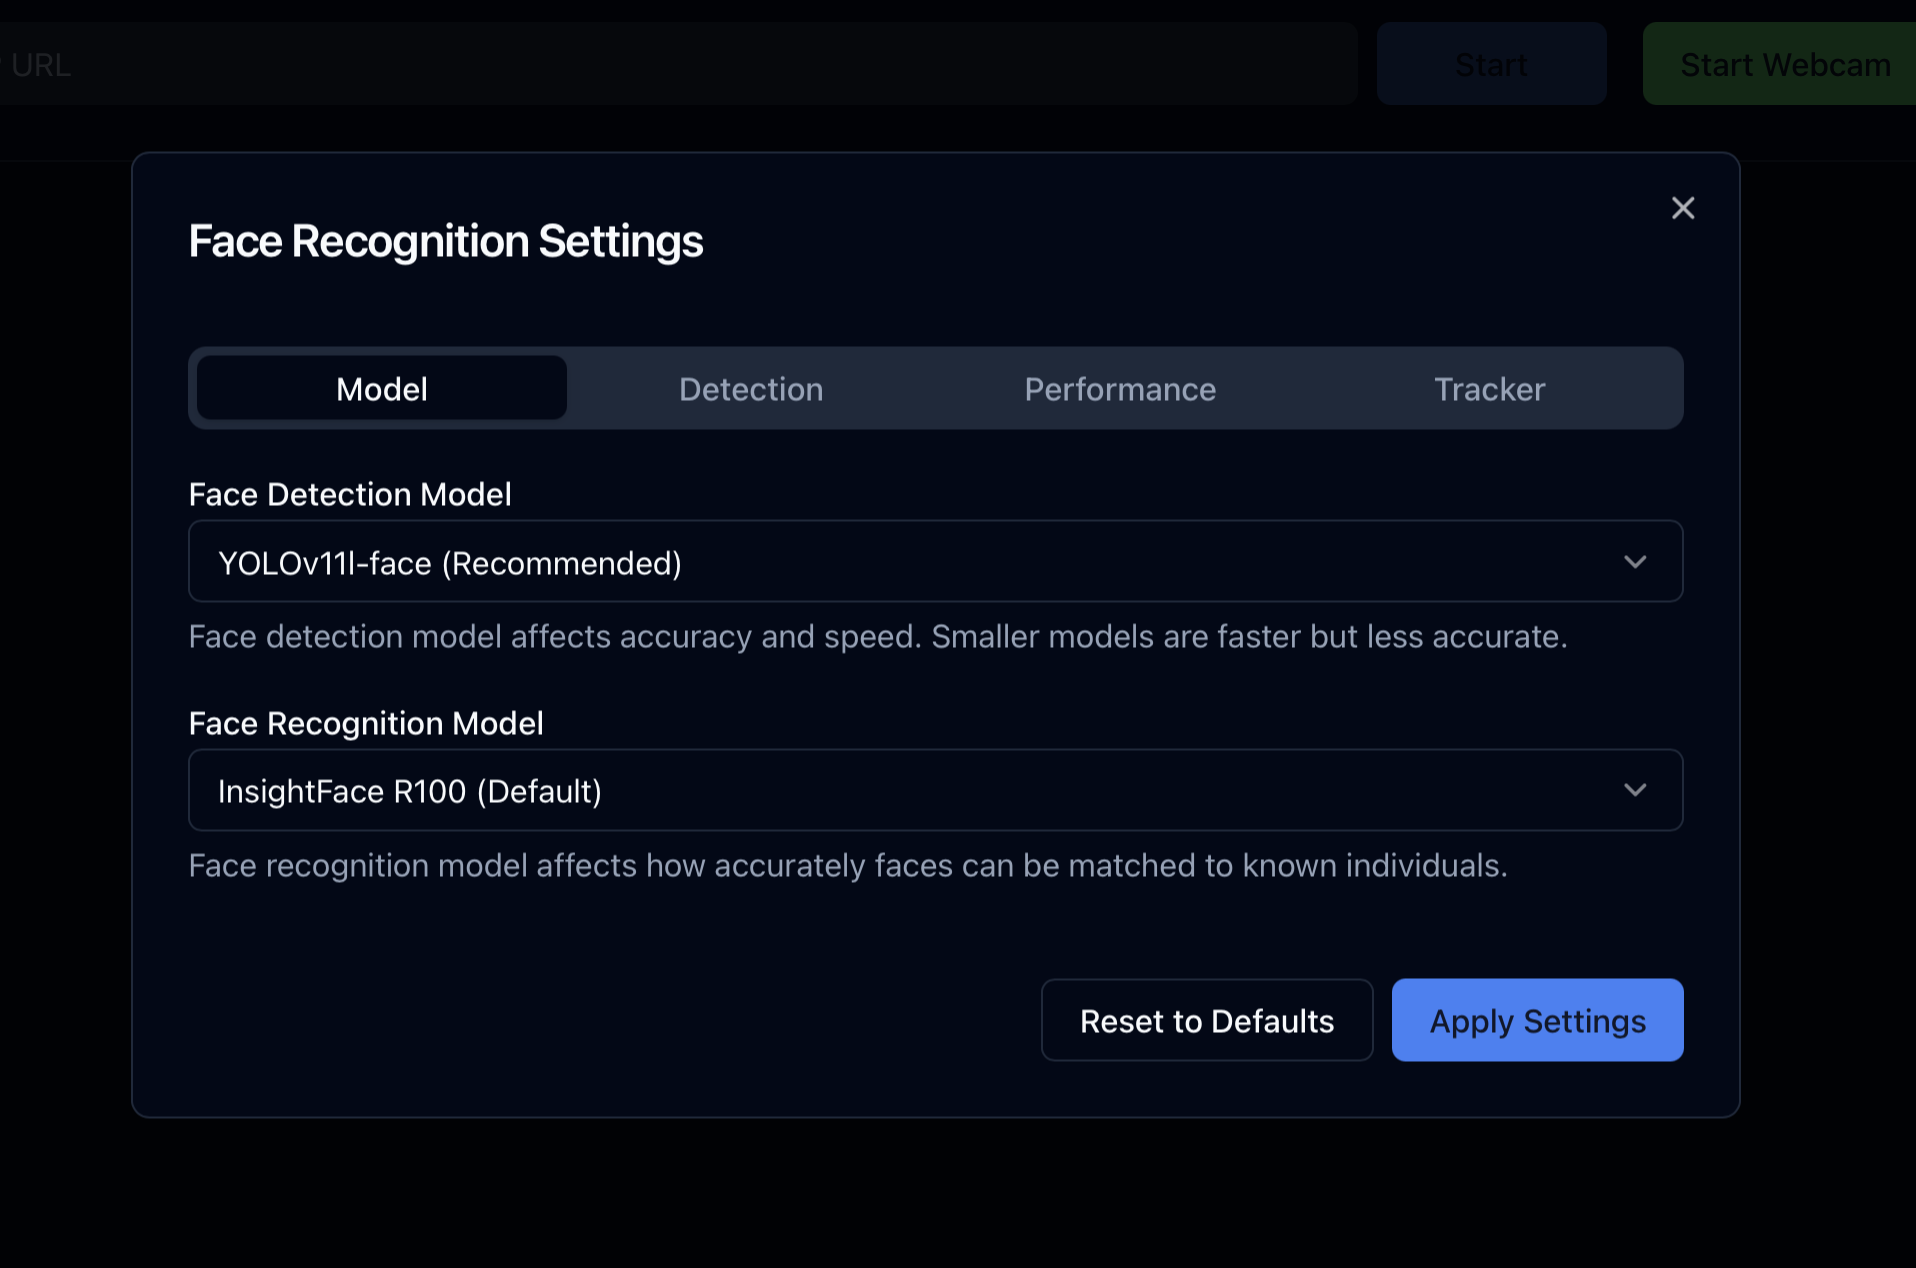 URL
Start
Start Webcam
Face Recognition Settings
Model
Detection
Performance
Tracker
Face Detection Model
YOLOv11l-face (Recommended)
Face detection model affects accuracy and speed. Smaller models are faster but less accurate.
Face Recognition Model
InsightFace R100 (Default)
Face recognition model affects how accurately faces can be matched to known individuals.
Reset to Defaults
Apply Settings